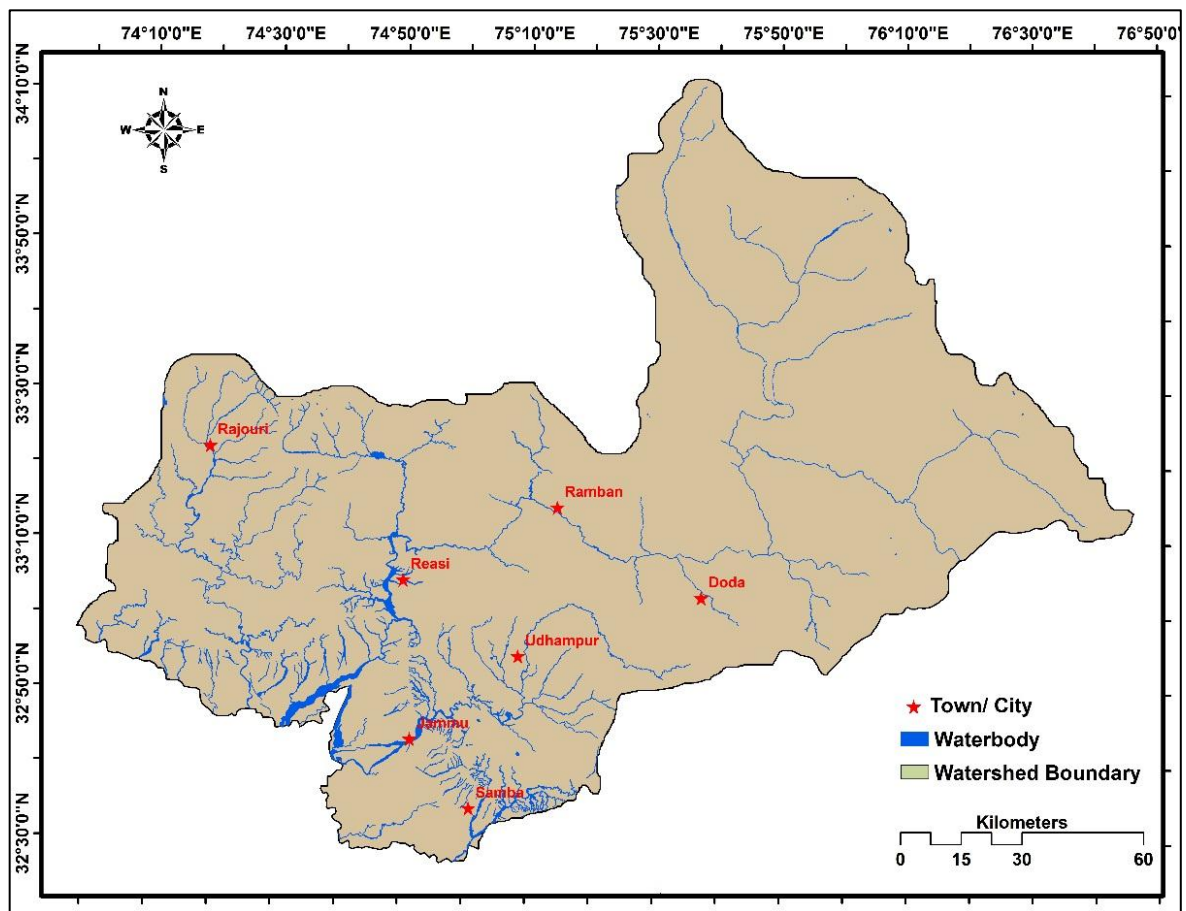 74°10'0"E 74°30'0"E 74°50'0"E 75°10'0"E 75°30'0"E 75°50'0"E 76°10'0"E 76°30'0"E 76°50'0"E
34°10'0"N
33°50'0"N
33°30'0"N
33°10'0"N
32°50'0"N
32°30'0"N
N
W E
S
Rajouri
Ramban
Reasi
Doda
Udhampur
Jammu
Samba
Town/ City
Waterbody
Watershed Boundary
Kilometers
0 15 30 60